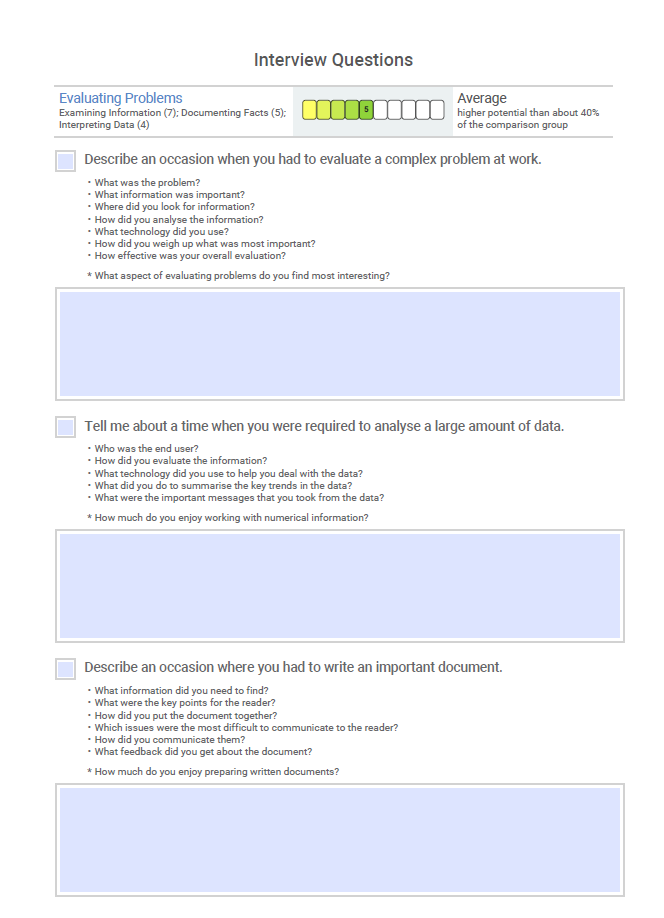 Interview Questions
Evaluating Problems
Examining Information (7); Documenting Facts (5);
Interpreting Data (4)
5
Average
higher potential than about 40%
of the comparison group
Describe an occasion when you had to evaluate a complex problem at work.
• What was the problem?
• What information was important?
• Where did you look for information?
• How did you analyse the information?
• What technology did you use?
• How did you weigh up what was most important?
• How effective was your overall evaluation?
* What aspect of evaluating problems do you find most interesting?
Tell me about a time when you were required to analyse a large amount of data.
• Who was the end user?
• How did you evaluate the information?
• What technology did you use to help you deal with the data?
• What did you do to summarise the key trends in the data?
• What were the important messages that you took from the data?
* How much do you enjoy working with numerical information?
Describe an occasion where you had to write an important document.
• What information did you need to find?
• What were the key points for the reader?
• How did you put the document together?
• Which issues were the most difficult to communicate to the reader?
• How did you communicate them?
• What feedback did you get about the document?
* How much do you enjoy preparing written documents?